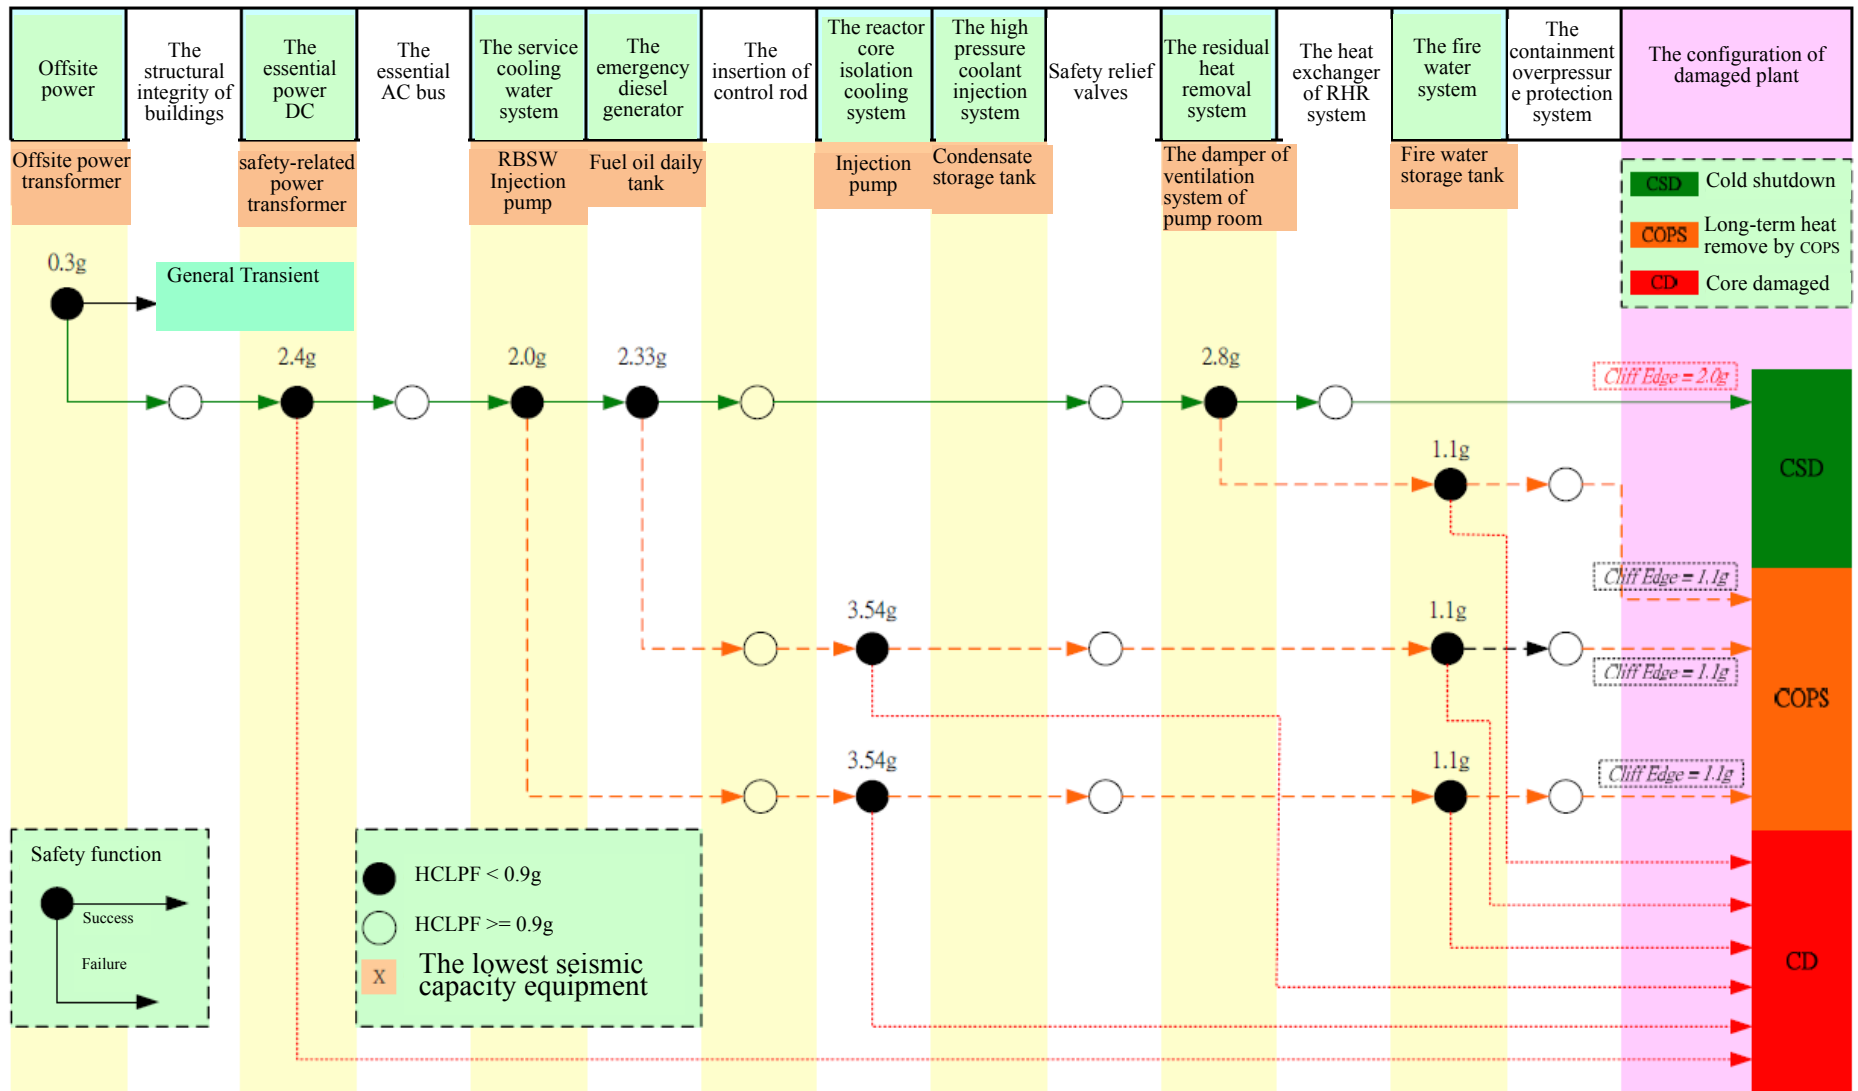 Offsite
power
The
structural
integrity of
buildings
The
essential
power
DC
The
essential
AC bus
The service
cooling
water
system
The
emergency
diesel
generator
The
insertion of
control rod
The reactor
core
isolation
cooling
system
The high
pressure
coolant
injection
system
Safety relief
valves
The residual
heat
removal
system
The heat
exchanger
of RHR
system
The fire
water
system
The
containment
overpressur
e protection
system
The configuration of
damaged plant
Offsite power
transformer
safety-related
power
transformer
RBSW
Injection
pump
Fuel oil daily
tank
Injection
pump
Condensate
storage tank
The damper of
ventilation
system of
pump room
Fire water
storage tank
CSD Cold shutdown
COPS Long-term heat
remove by COPS
CD Core damaged
0.3g
General Transient
2.4g
2.0g
2.33g
2.8g
Cliff Edge = 2.0g
CSD
1.1g
Cliff Edge = 1.1g
3.54g
1.1g
Cliff Edge = 1.1g
COPS
3.54g
1.1g
Cliff Edge = 1.1g
CD
Safety function
Success
Failure
HCLPF < 0.9g
HCLPF >= 0.9g
X The lowest seismic
capacity equipment